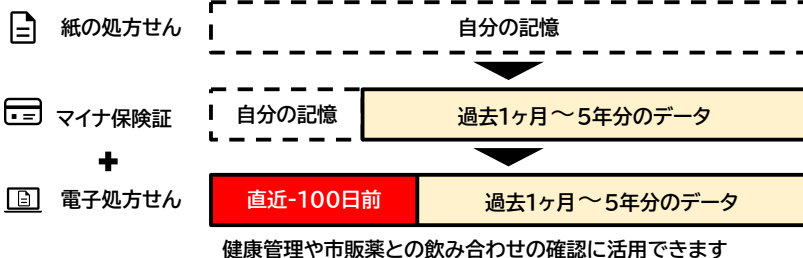 紙の処方せん
自分の記憶
マイナ保険証
自分の記憶
過去1ヶ月〜5年分のデータ
+
電子処方せん
直近-100日前
過去1ヶ月〜5年分のデータ
健康管理や市販薬との飲み合わせの確認に活用できます